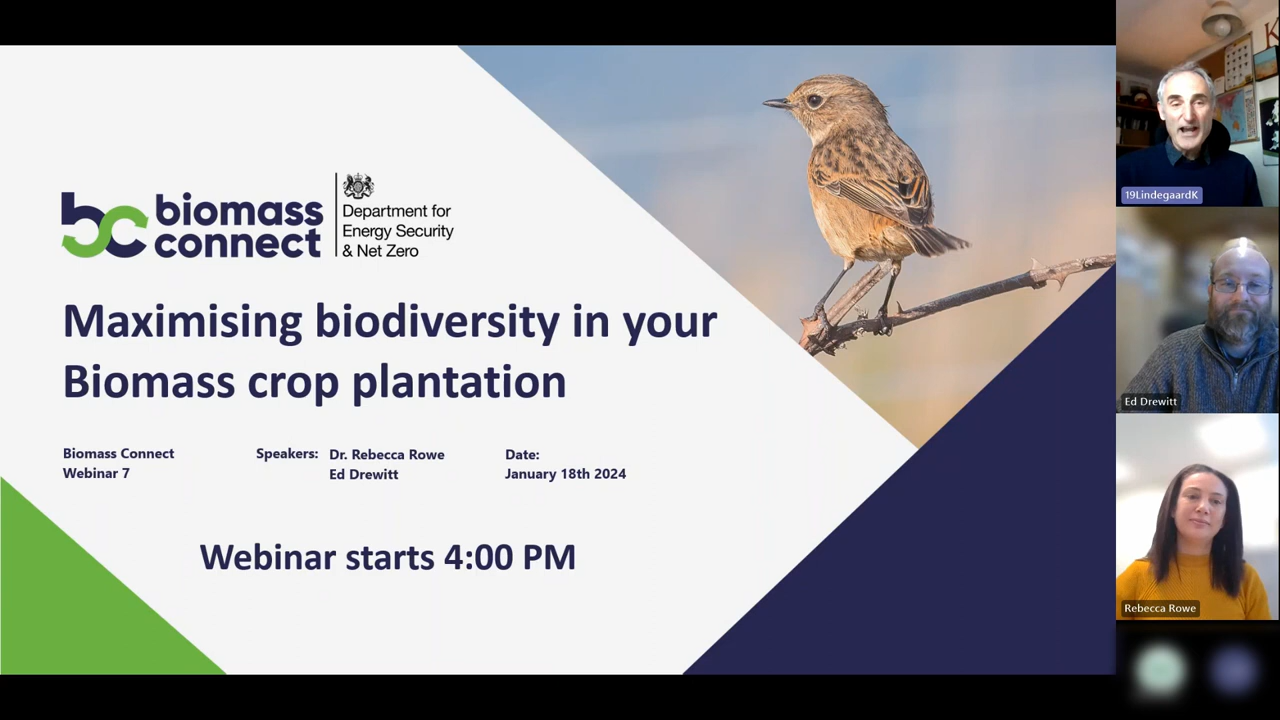 biomass
connect
Department for
Energy Security
& Net Zero
Maximising biodiversity in your
Biomass crop plantation
Biomass Connect
Webinar 7
Speakers: Dr. Rebecca Rowe
Ed Drewitt
Date:
January 18th 2024
Webinar starts 4:00 PM
19LindegaardK
Ed Drewitt
Rebecca Rowe